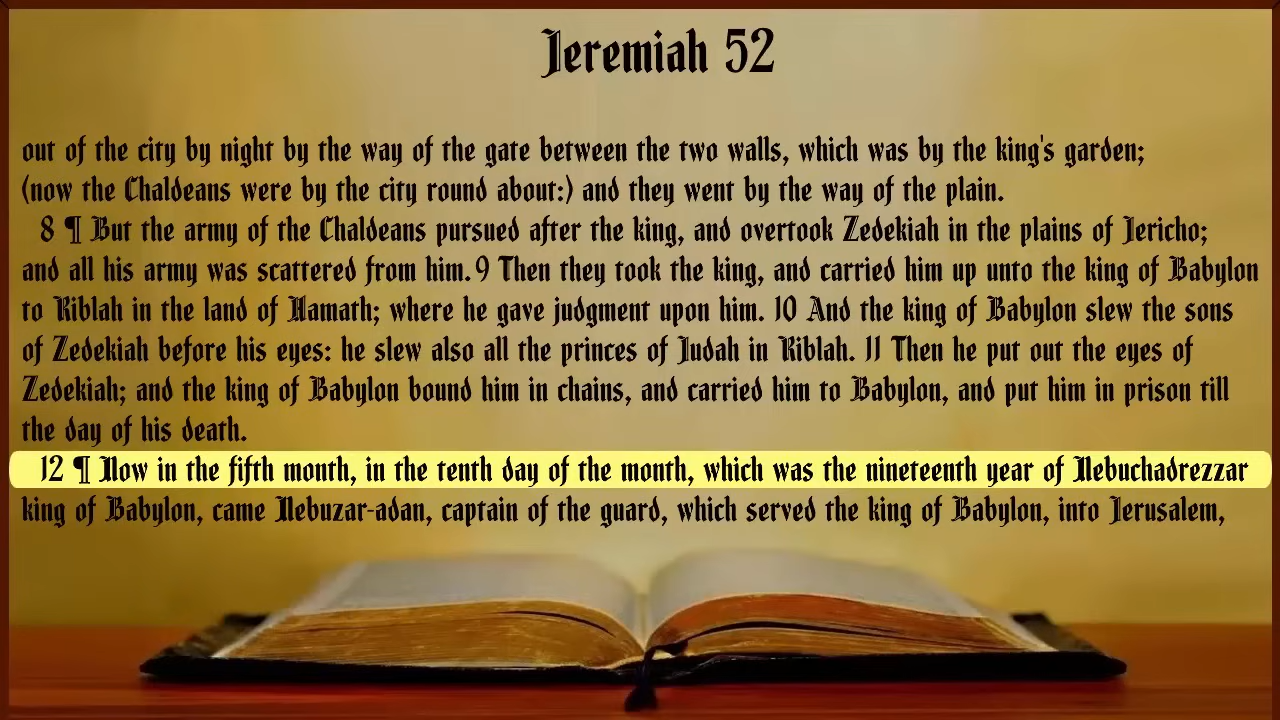 Jeremiah 52
out of the city by night by the way of the gate between the two walls, which was by the king's garden;
(now the Chaldeans were by the city round about:) and they went by the way of the plain.
8 ¶ But the army of the Chaldeans pursued after the king, and overtook Zedekiah in the plains of Jericho;
and all his army was scattered from him. 9 Then they took the king, and carried him up unto the king of Babylon
to Riblah in the land of Hamath; where he gave judgment upon him. 10 And the king of Babylon slew the sons
of Zedekiah before his eyes: he slew also all the princes of Judah in Riblah. 11 Then he put out the eyes of
Zedekiah; and the king of Babylon bound him in chains, and carried him to Babylon, and put him in prison till
the day of his death.
12 ¶ Now in the fifth month, in the tenth day of the month, which was the nineteenth year of Nebuchadrezzar
king of Babylon, came Nebuzar-adan, captain of the guard, which served the king of Babylon, into Jerusalem,